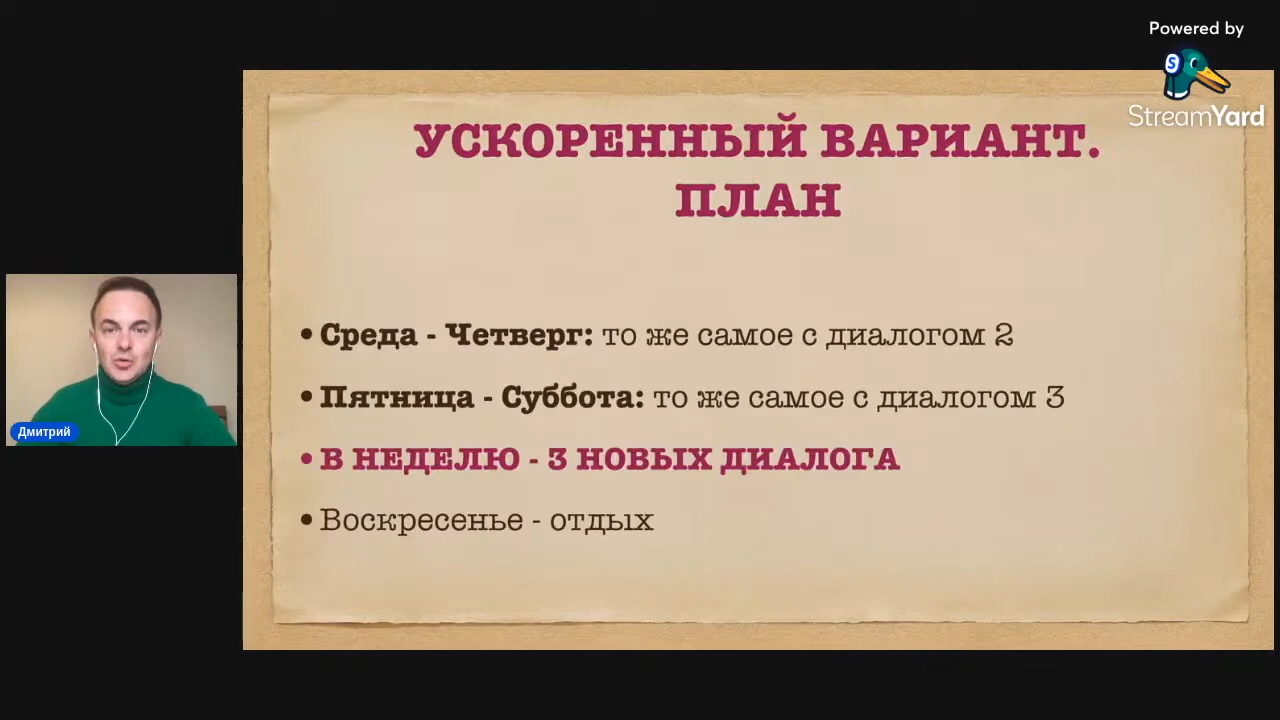 Powered by
StreamYard
УСКОРЕННЫЙ ВАРИАНТ.
ПЛАН
• Среда - Четверг: то же самое с диалогом 2
• Пятница - Суббота: то же самое с диалогом 3
• В НЕДЕЛЮ - 3 НОВЫХ ДИАЛОГА
• Воскресенье - отдых
Дмитрий